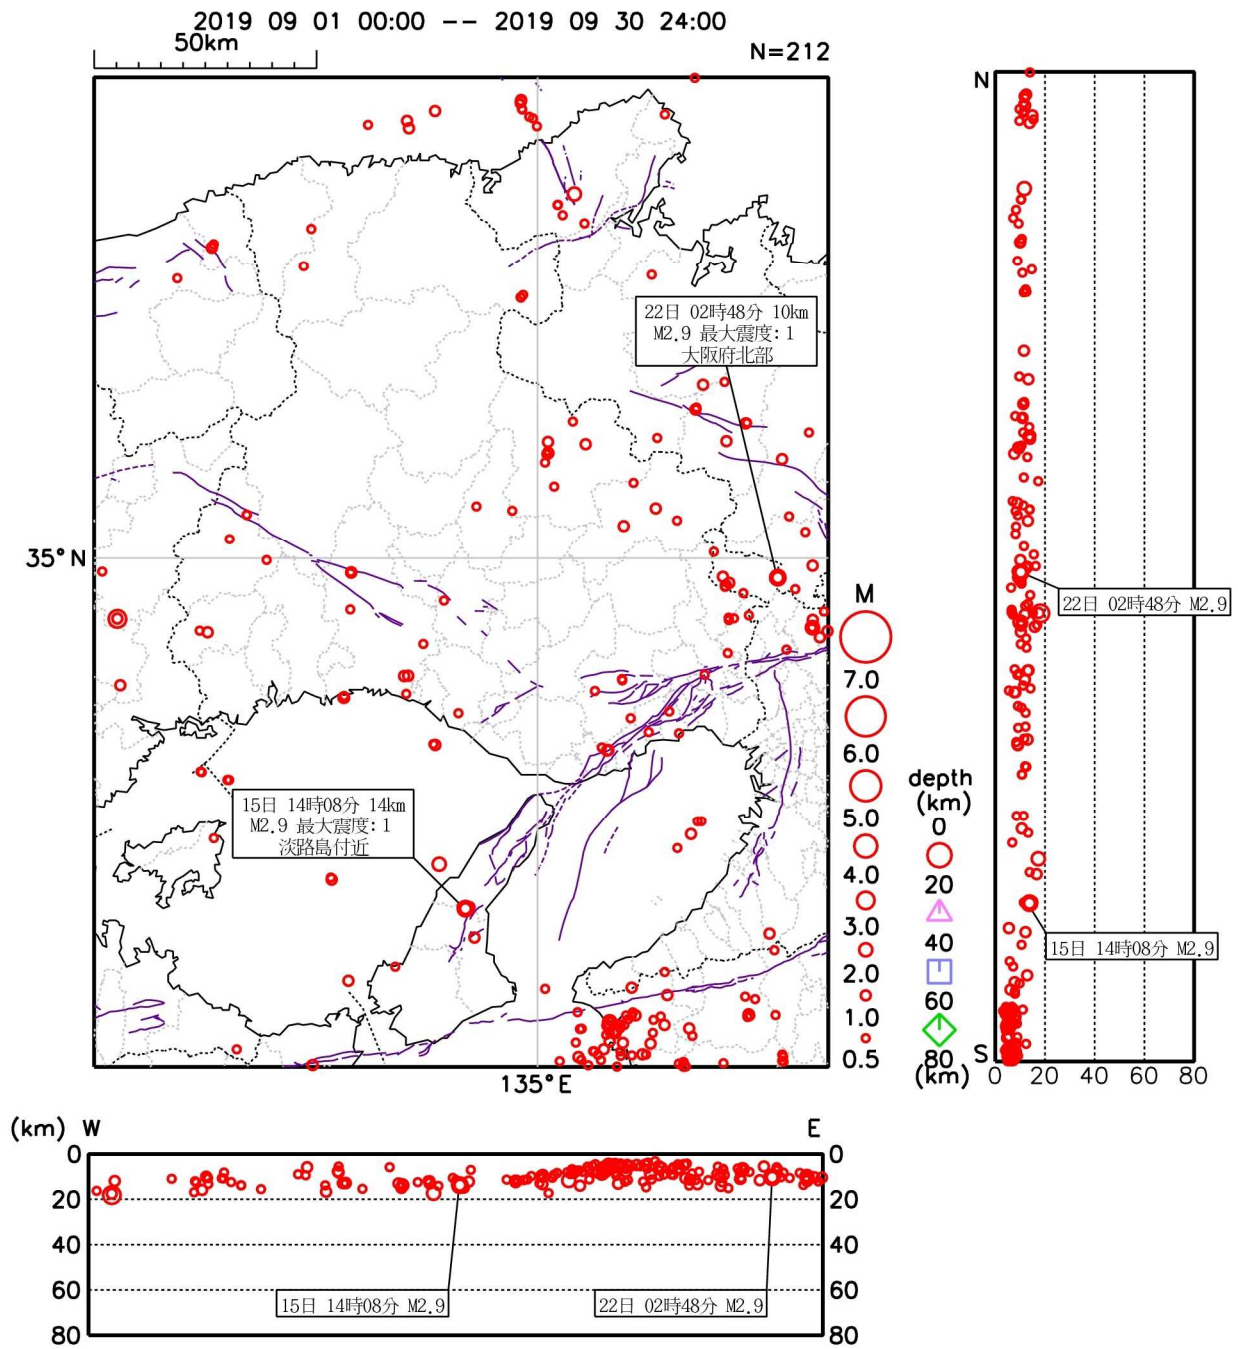 2019 09 01 00:00 -- 2019 09 30 24:00
50km
N=212
22日 02時48分 10km
M2.9 最大震度:1
大阪府北部
35°N
15日 14時08分 14km
M2.9 最大震度:1
淡路島付近
135°E
M
7.0
6.0
5.0
4.0
3.0
2.0
1.0
0.5
depth
(km)
0
20
40
60
80
(km)
N
22日 02時48分 M2.9
15日 14時08分 M2.9
S
0 20 40 60 80
(km) W E
0 0
20 20
40 40
60 60
15日 14時08分 M2.9 22日 02時48分 M2.9
80 80